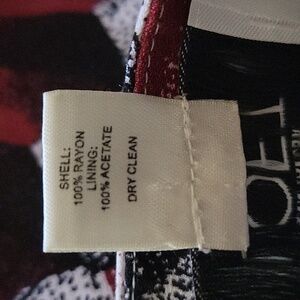 SHELL:
100% RAYON
LINING:
100% ACETATE
DRY CLEAN